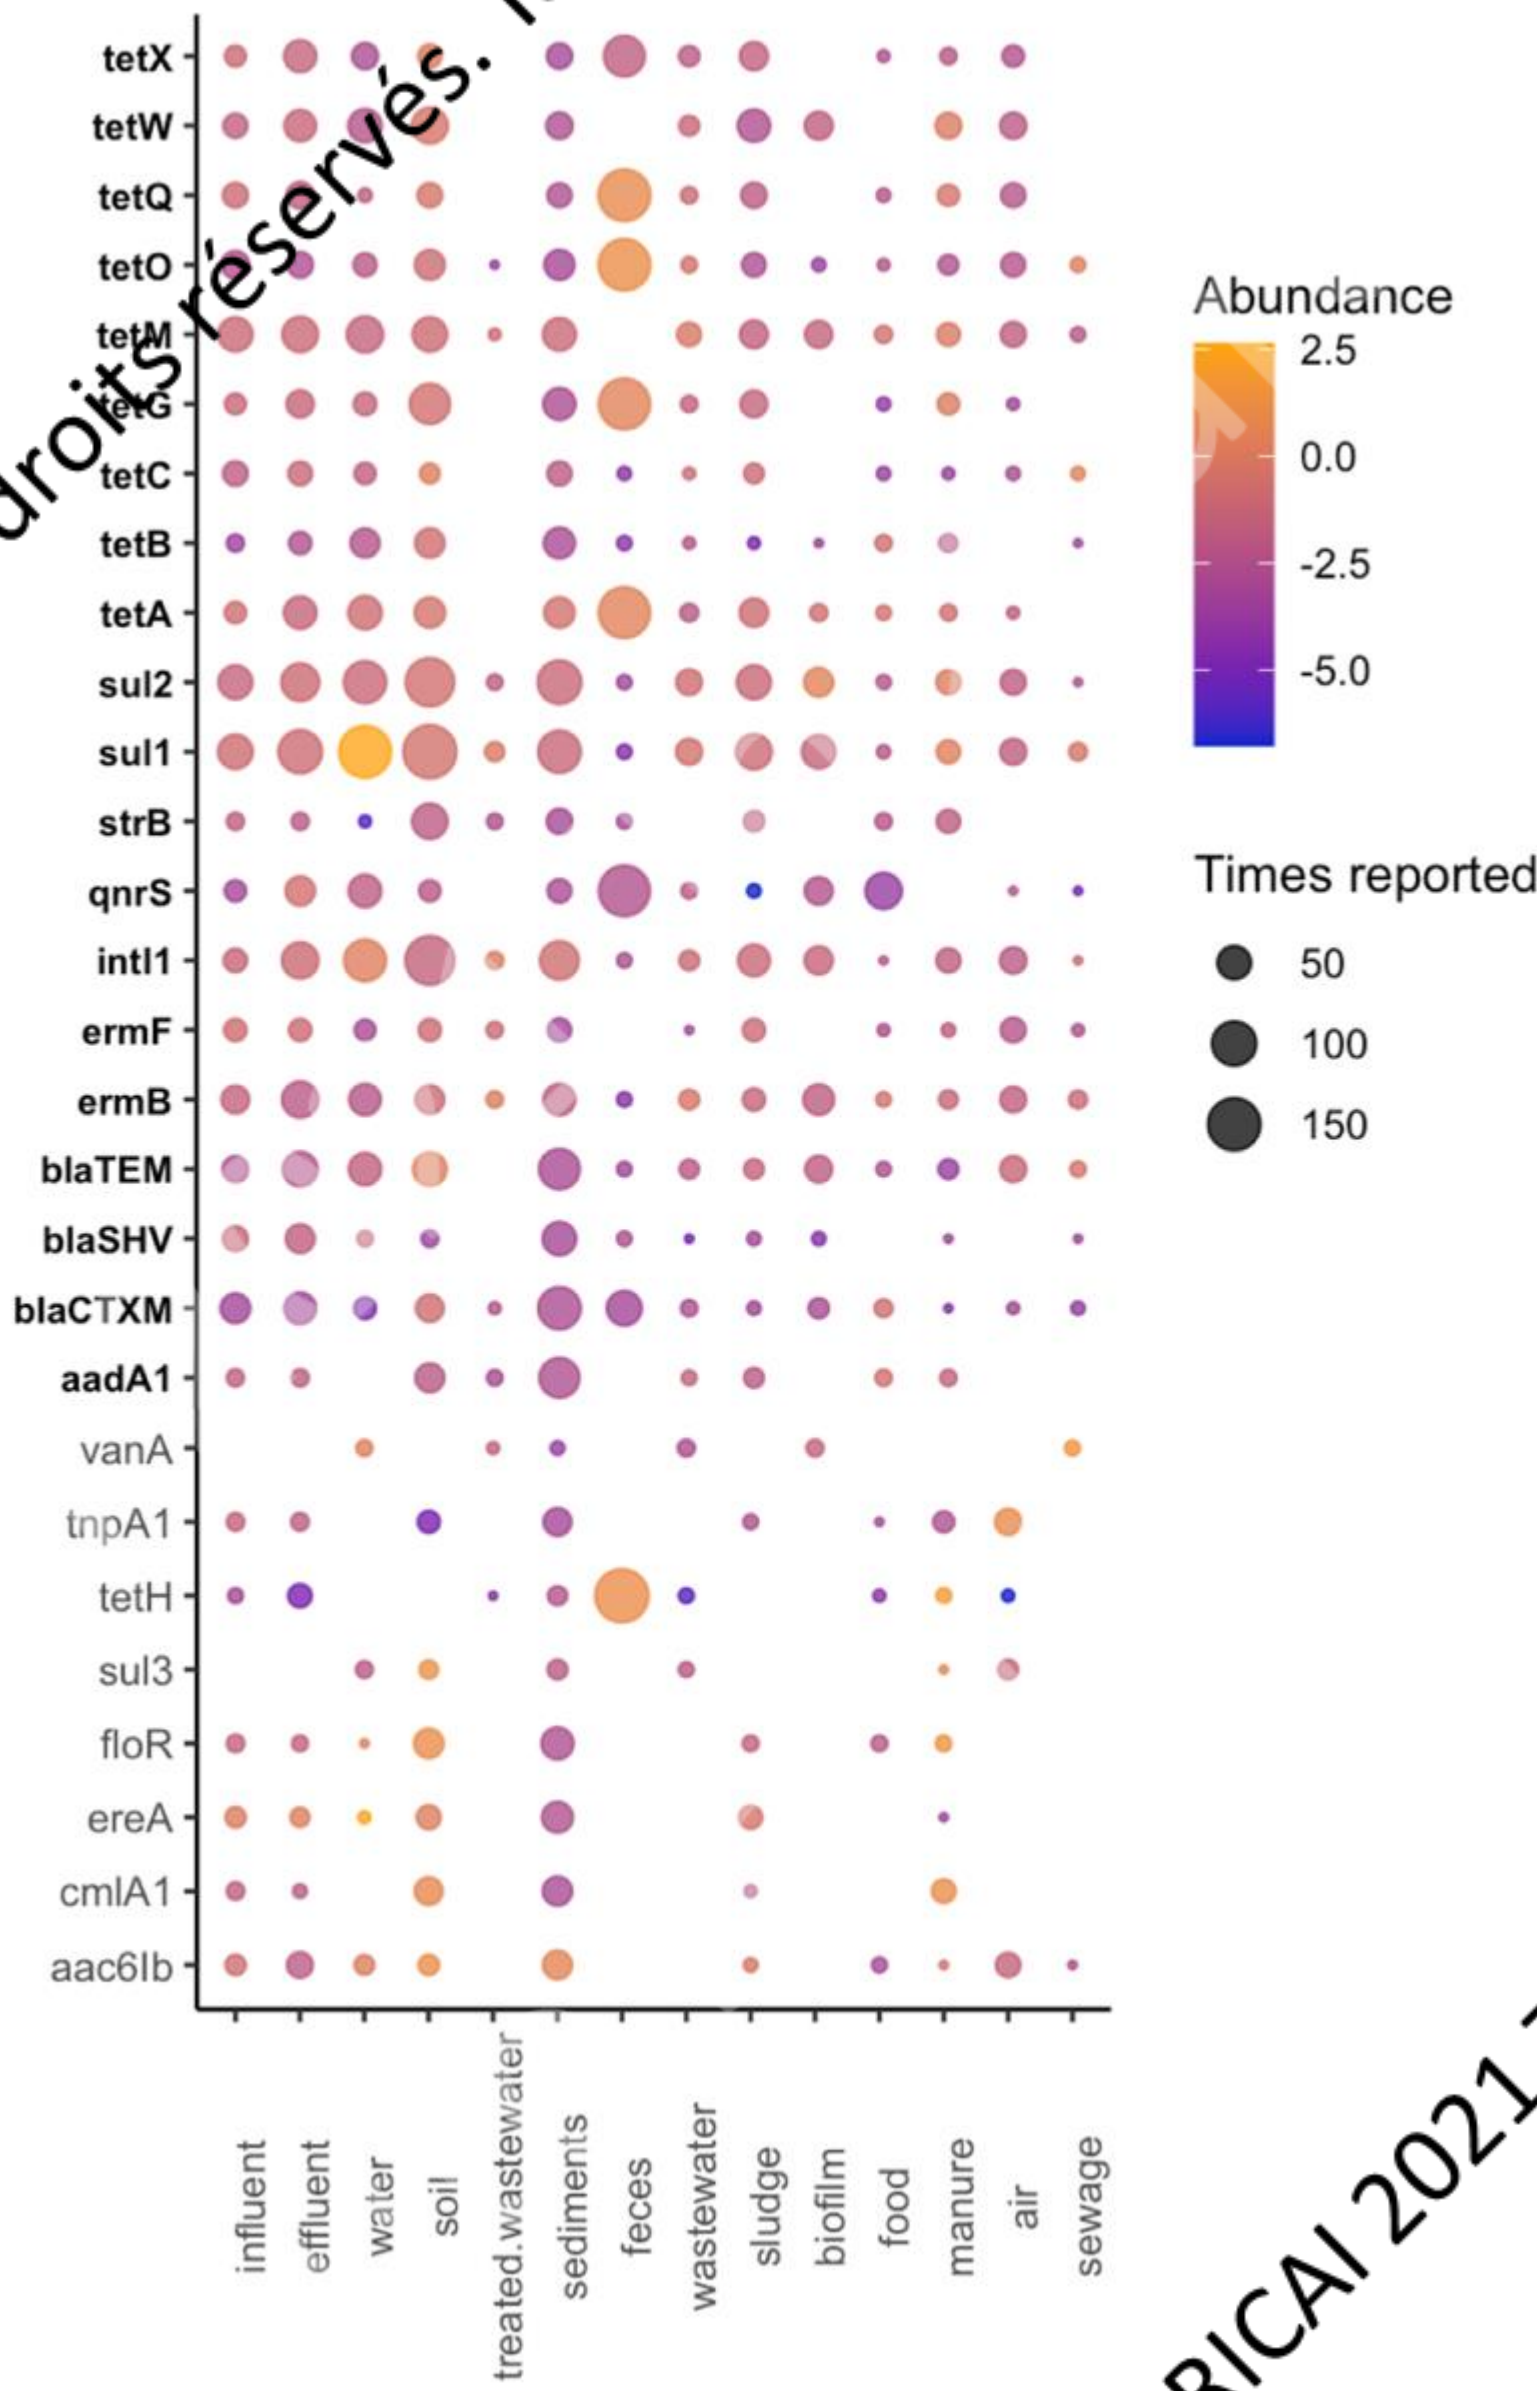 droits réservés.
tetX
tetW
tetQ
tetO
tetM
tetG
tetC
tetB
tetA
sul2
sul1
strB
qnrS
intI1
ermF
ermB
blaTEM
blaSHV
blaCTXM
aadA1
vanA
tnpA1
tetH
sul3
floR
ereA
cmlA1
aac6Ib
influent
effluent
water
soil
treated.wastewater
sediments
feces
wastewater
sludge
biofilm
food
manure
air
sewage
Abundance
2.5
0.0
-2.5
-5.0
Times reported
50
100
150
RICAI 2021